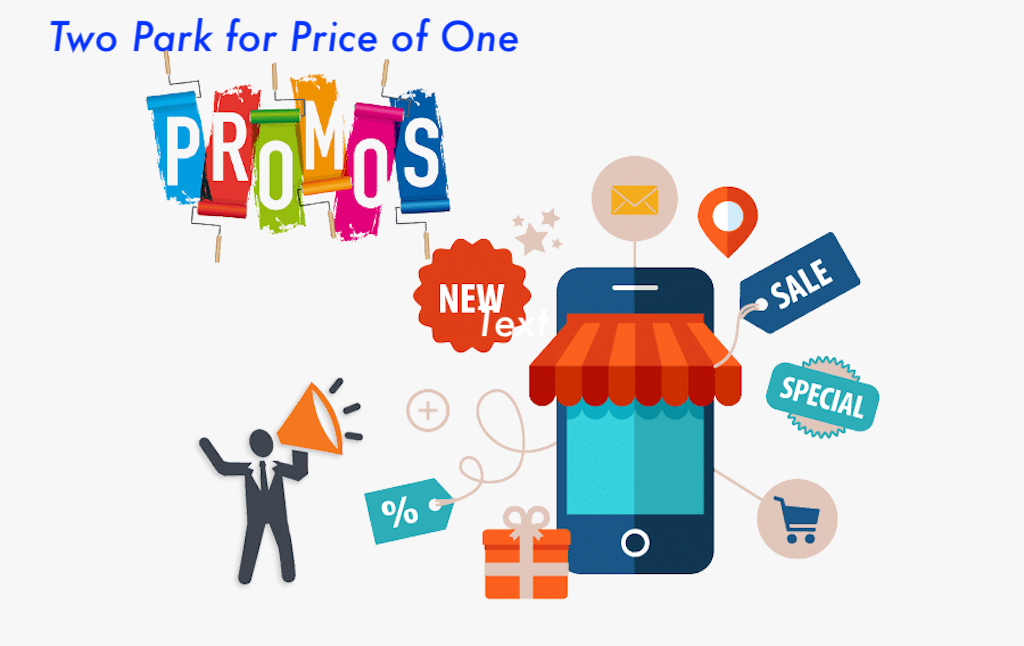 Two Park for Price of One
PROMOS
NEW
Text
SALE
SPECIAL
%